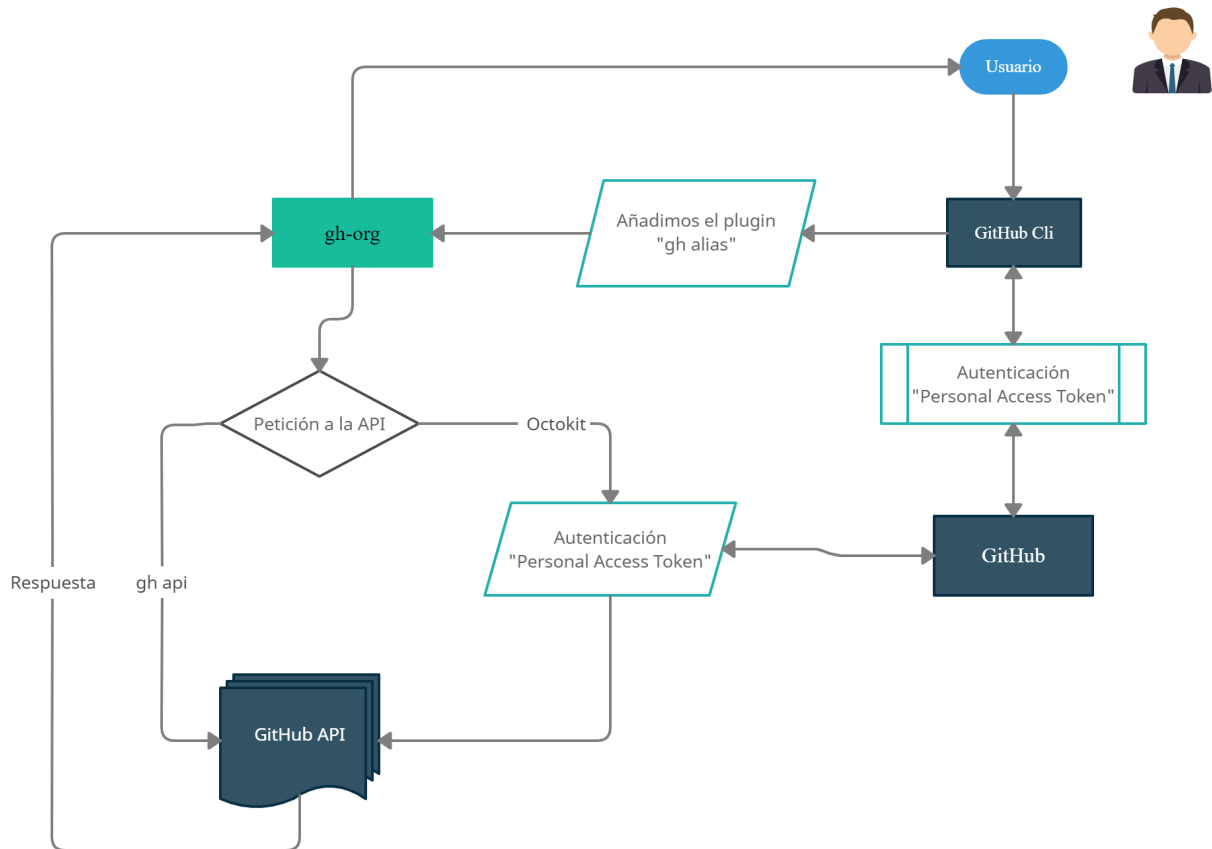 Usuario
Añadimos el plugin
"gh alias"
gh-org
GitHub Cli
Autenticación
"Personal Access Token"
Petición a la API
Octokit
Autenticación
"Personal Access Token"
GitHub
Respuesta
gh api
GitHub API